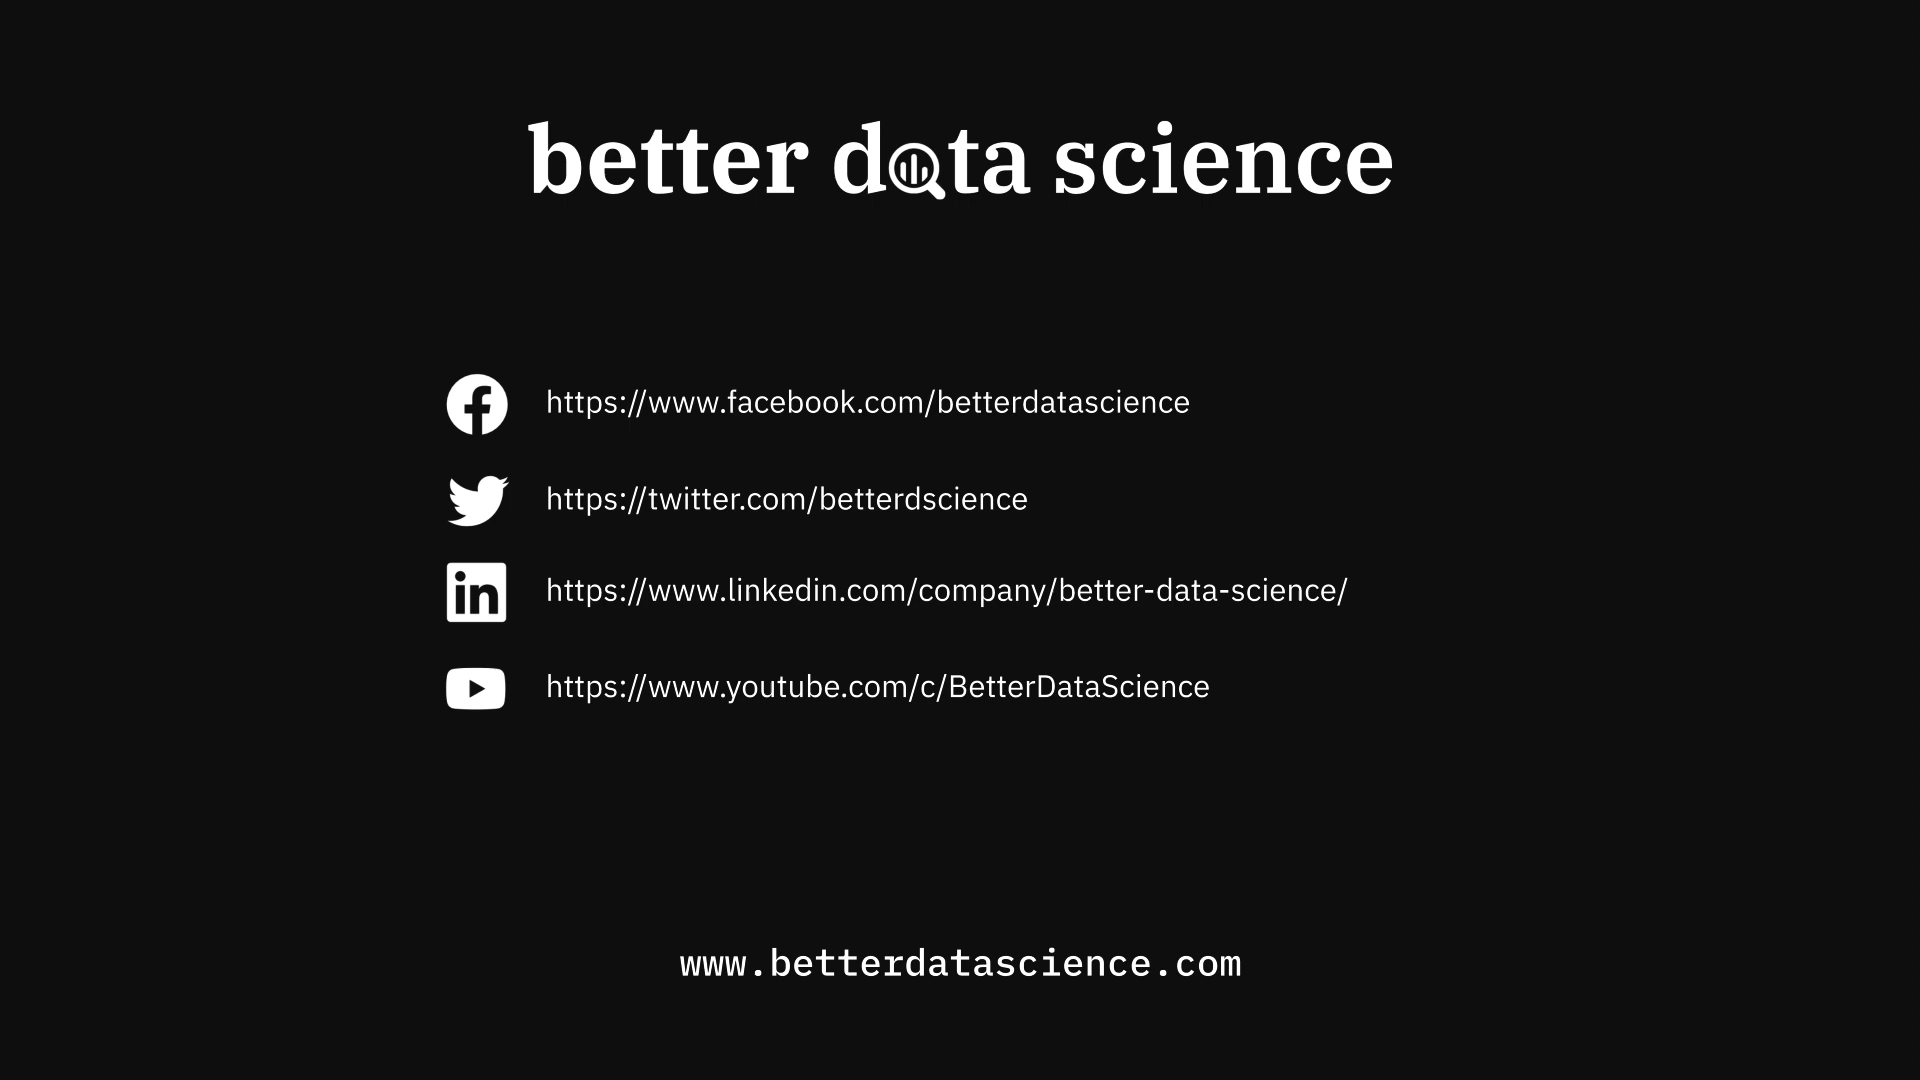 better data science
https://www.facebook.com/betterdatascience
https://twitter.com/betterdscience
https://www.linkedin.com/company/better-data-science/
https://www.youtube.com/c/BetterDataScience
www.betterdatascience.com